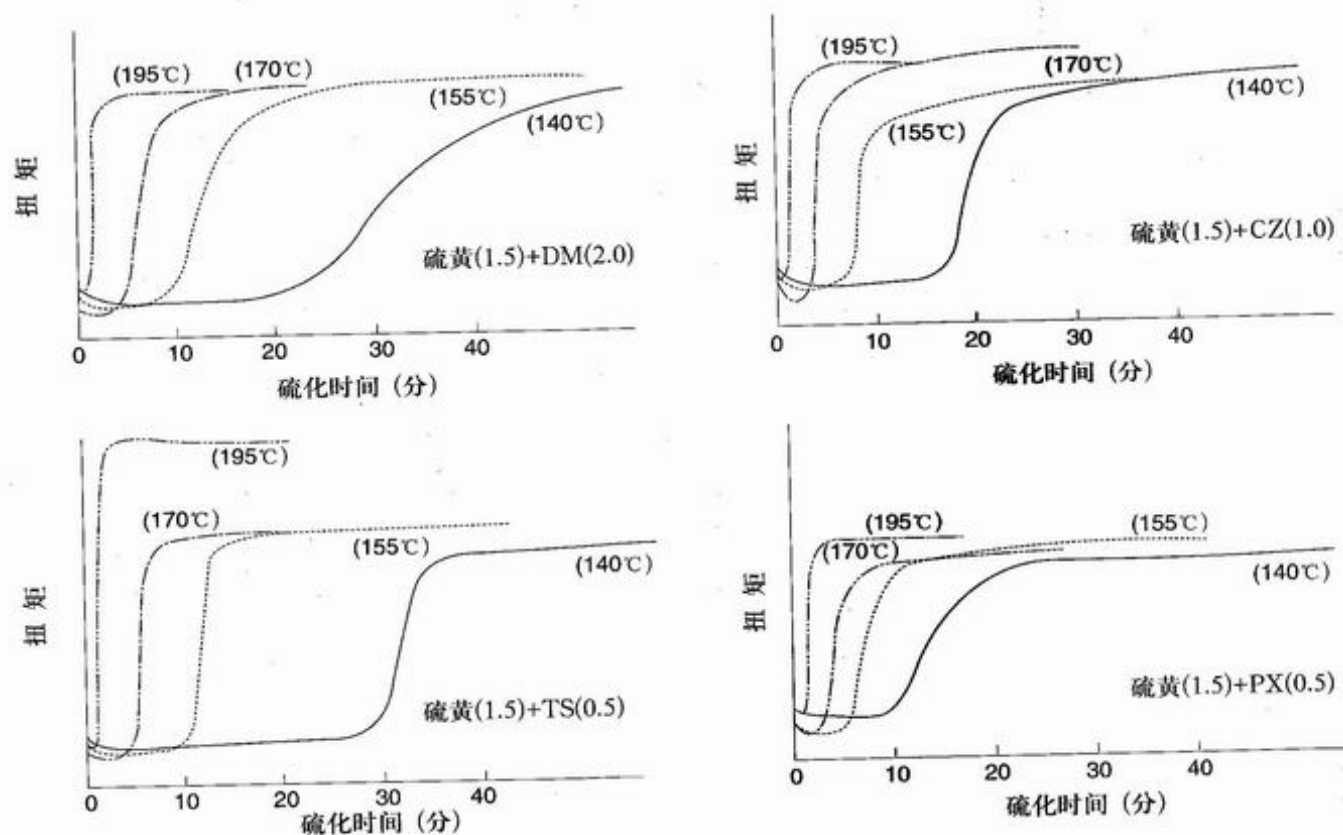 (195℃) (170℃)
(155℃)
(140℃)
扭矩
硫黄(1.5)+DM(2.0)
0 10 20 30 40
硫化时间（分）
(195℃)
(170℃)
(140℃)
(155℃)
扭矩
硫黄(1.5)+CZ(1.0)
0 10 20 30 40
硫化时间（分）
(195℃)
(170℃)
(155℃)
(140℃)
扭矩
硫黄(1.5)+TS(0.5)
0 10 20 30 40
硫化时间（分）
(195℃) (155℃)
(170℃)
(140℃)
扭矩
硫黄(1.5)+PX(0.5)
0 10 20 30 40
硫化时间（分）